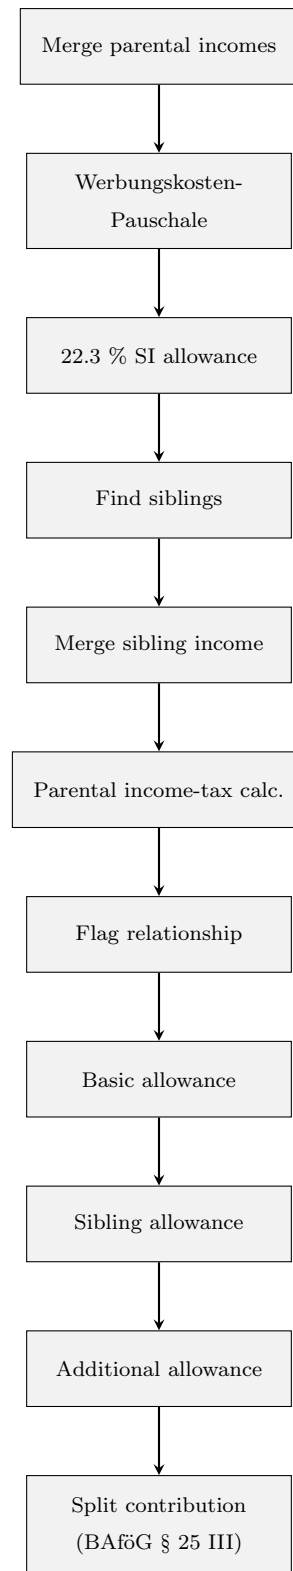 Merge parental incomes
Werbungskosten-
Pauschale
22.3 % SI allowance
Find siblings
Merge sibling income
Parental income-tax calc.
Flag relationship
Basic allowance
Sibling allowance
Additional allowance
Split contribution
(BAföG § 25 III)